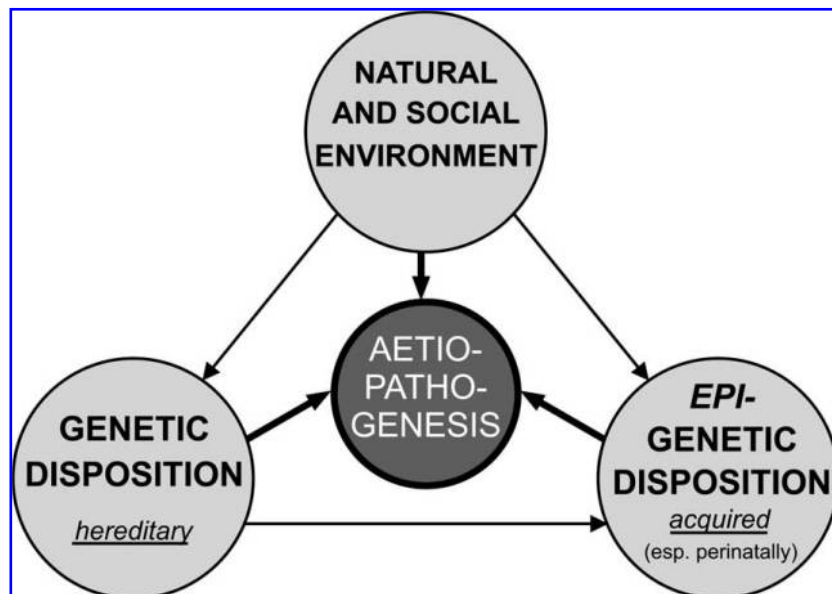 NATURAL
AND SOCIAL
ENVIRONMENT
AETIO-
PATHO-
GENESIS
GENETIC
DISPOSITION
hereditary
EPI-
GENETIC
DISPOSITION
acquired
(esp. perinatally)